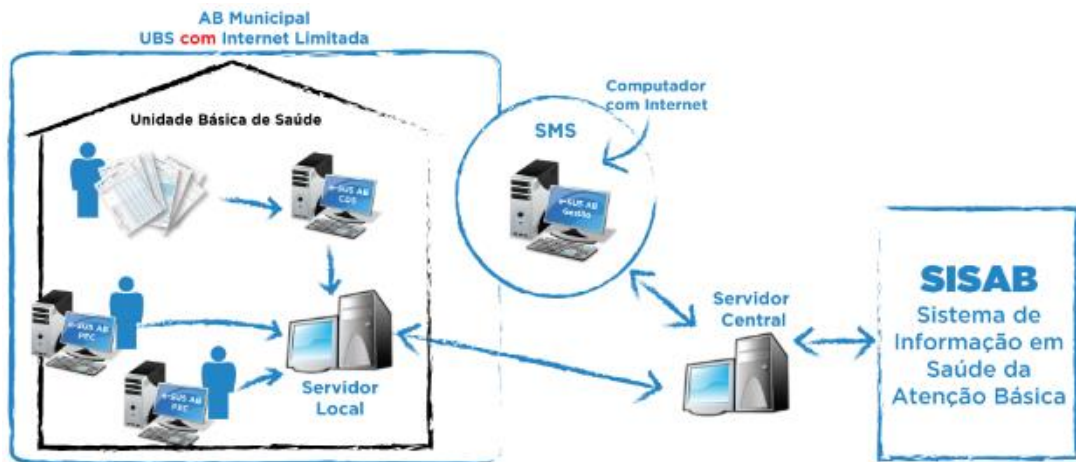 AB Municipal
UBS com Internet Limitada
Unidade Básica de Saúde
e-SUS AB
CDS
e-SUS AB
PEC
e-SUS AB
PEC
Servidor
Local
Computador
com Internet
SMS
e-SUS AB
Gestão
Servidor
Central
SISAB
Sistema de
Informação em
Saúde da
Atenção Básica